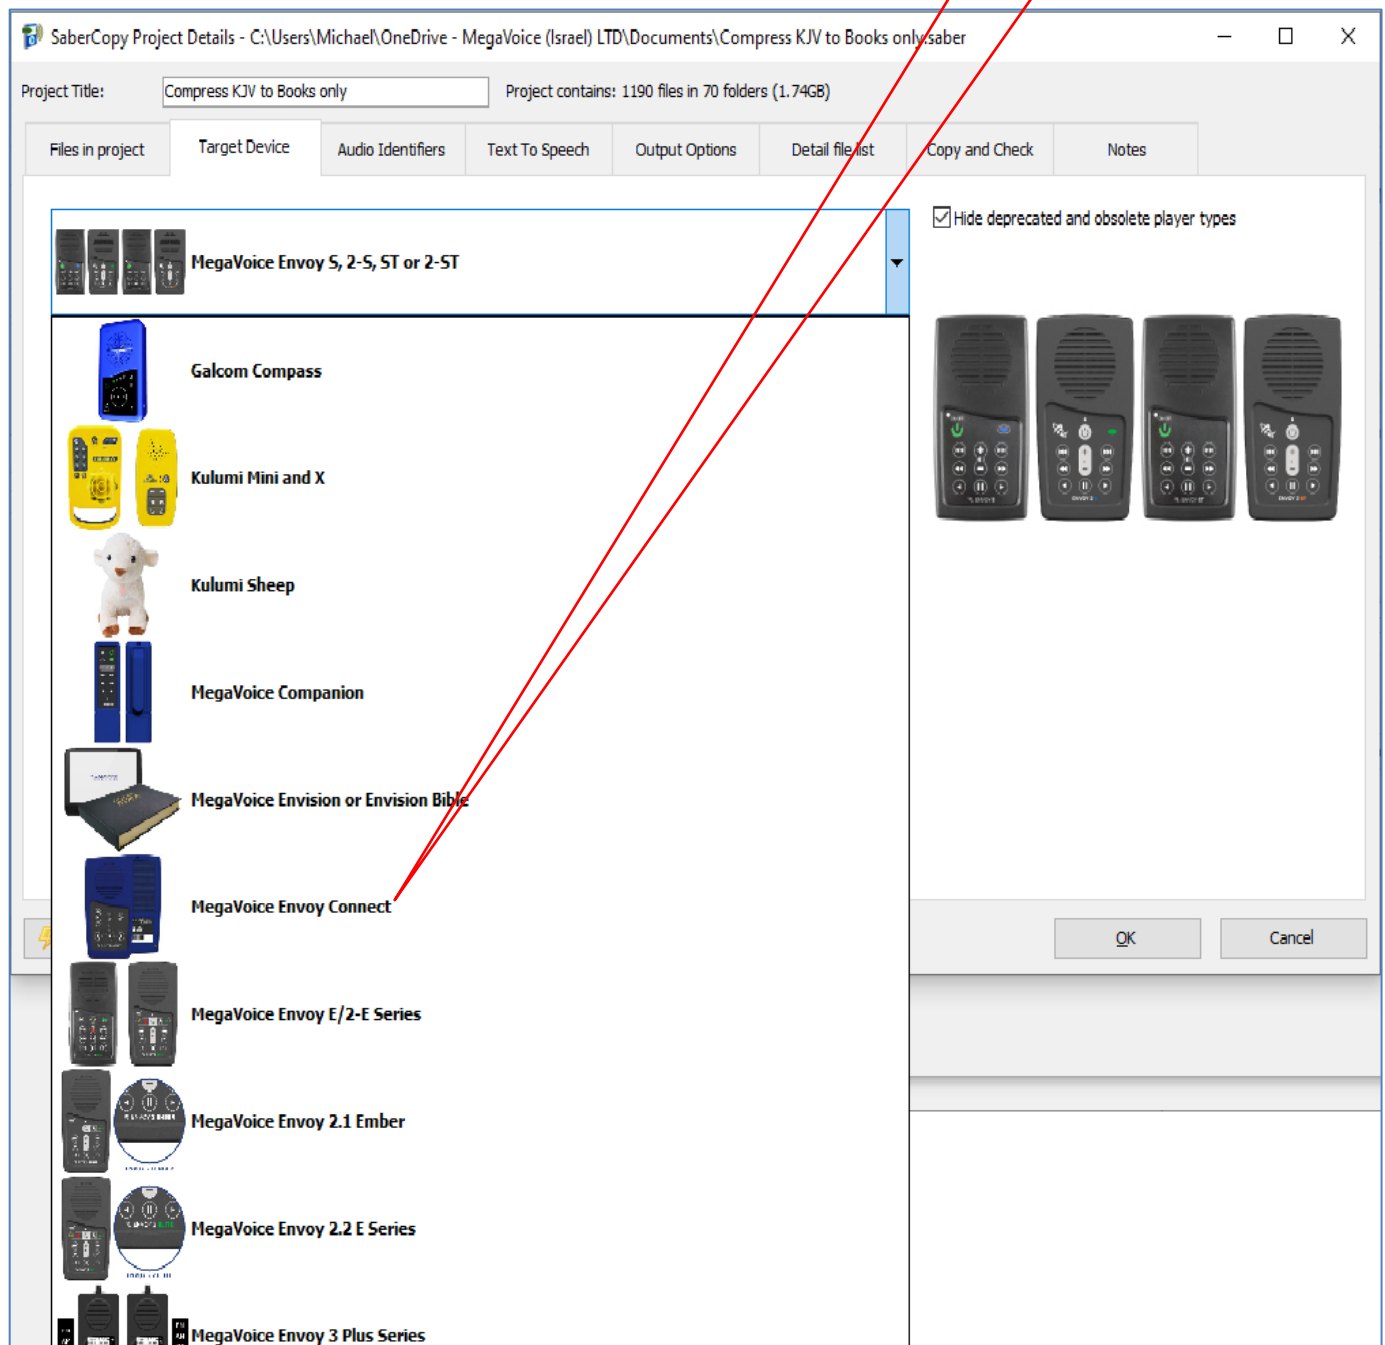 SaberCopy Project Details - C:\Users\Michael\OneDrive - MegaVoice (Israel) LTD\Documents\Compress KJV to Books only.saber
Project Title: Compress KJV to Books only Project contains: 1190 files in 70 folders (1.74GB)
Files in project Target Device Audio Identifiers Text To Speech Output Options Detail file list Copy and Check Notes
Hide deprecated and obsolete player types
MegaVoice Envoy S, 2-S, ST or 2-ST
Galcom Compass
Kulumi Mini and X
Kulumi Sheep
MegaVoice Companion
MegaVoice Envision or Envision Bible
MegaVoice Envoy Connect
OK Cancel
MegaVoice Envoy E/2-E Series
MegaVoice Envoy 2.1 Ember
MegaVoice Envoy 2.2 E Series
MegaVoice Envoy 3 Plus Series